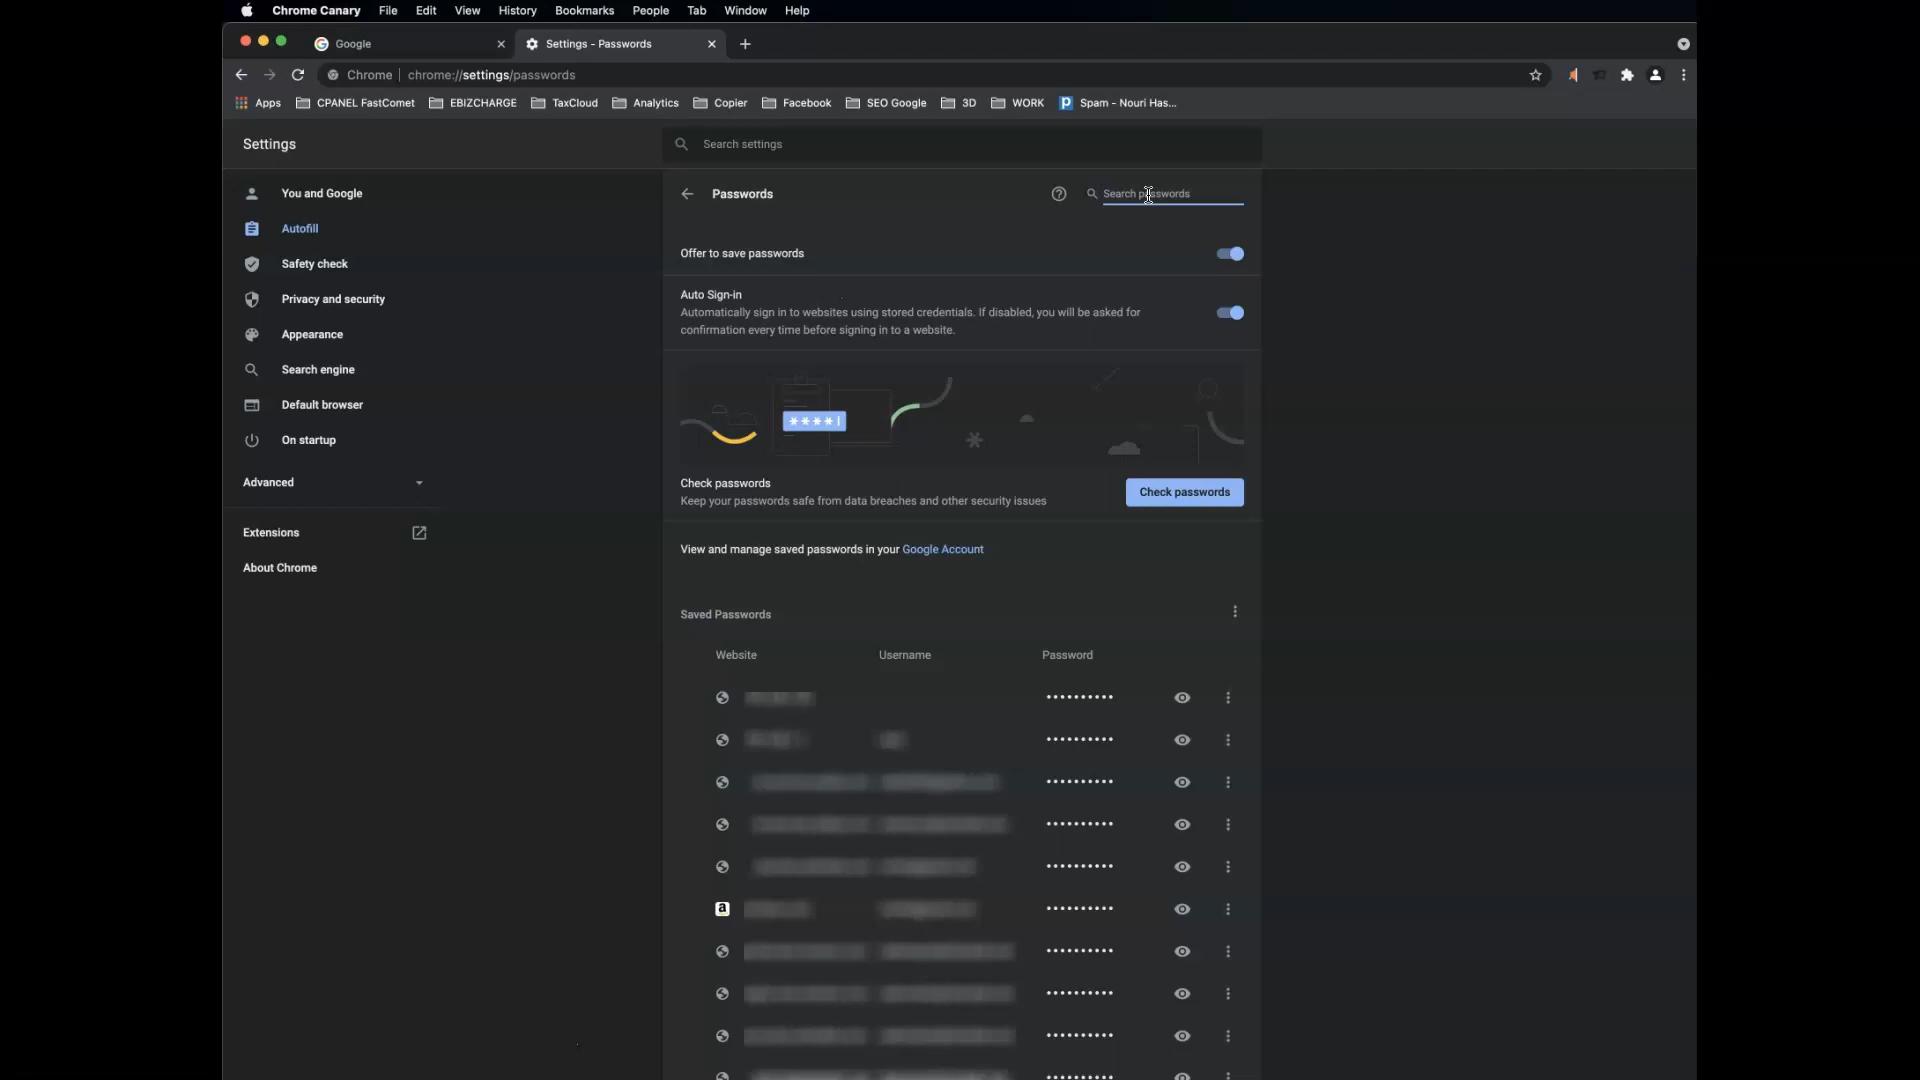 Chrome Canary File Edit View History Bookmarks People Tab Window Help
Google
Settings - Passwords
Chrome | chrome://settings/passwords
Apps CPANEL FastComet EBIZCHARGE TaxCloud Analytics Copier Facebook SEO Google 3D WORK Spam - Nouri Has...
Settings
Search settings
You and Google
Autofill
Safety check
Privacy and security
Appearance
Search engine
Default browser
On startup
Advanced
Extensions
About Chrome
Passwords
Search passwords
Offer to save passwords
Auto Sign-in
Automatically sign in to websites using stored credentials. If disabled, you will be asked for
confirmation every time before signing in to a website.
****|
Check passwords
Keep your passwords safe from data breaches and other security issues
Check passwords
View and manage saved passwords in your Google Account
Saved Passwords
Website Username Password
••••••••••
••••••••••
••••••••••
••••••••••
••••••••••
a ••••••••••
••••••••••
••••••••••
••••••••••
••••••••••